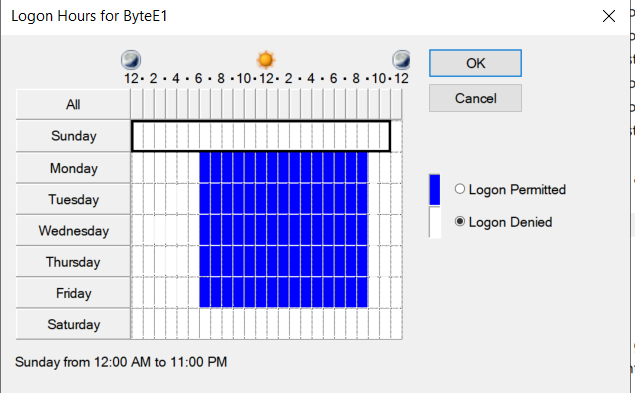 Logon Hours for ByteE1
12 • 2 • 4 • 6 • 8 • 10 • 12 • 2 • 4 • 6 • 8 • 10 • 12
OK
Cancel
All
Sunday
Monday
Tuesday
Wednesday
Thursday
Friday
Saturday
Logon Permitted
Logon Denied
Sunday from 12:00 AM to 11:00 PM